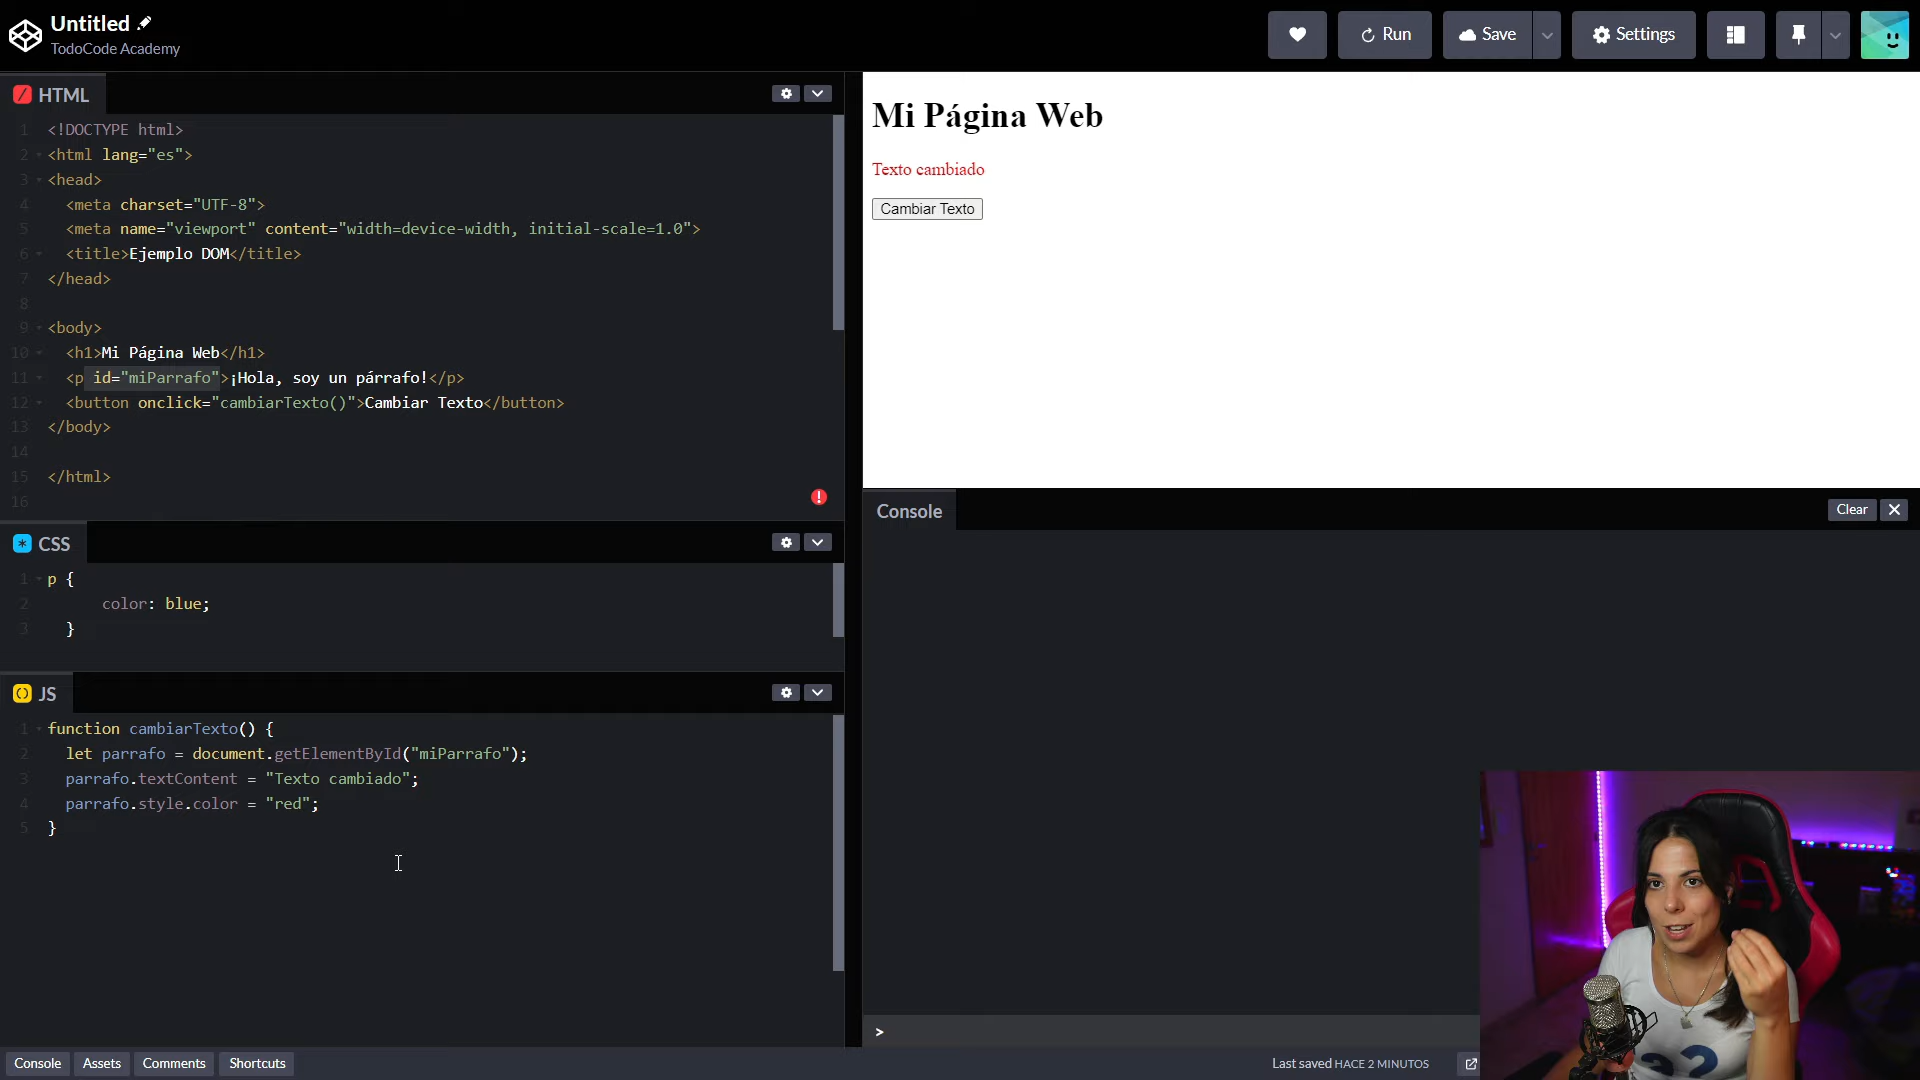 Untitled
TodoCode Academy
Run
Save
Settings
HTML
1 <!DOCTYPE html>
2 <html lang="es">
3 <head>
4 <meta charset="UTF-8">
5 <meta name="viewport" content="width=device-width, initial-scale=1.0">
6 <title>Ejemplo DOM</title>
7 </head>
8
9 <body>
10 <h1>Mi Página Web</h1>
11 <p id="miParrafo">¡Hola, soy un párrafo!</p>
12 <button onclick="cambiarTexto()">Cambiar Texto</button>
13 </body>
14
15 </html>
16
CSS
1 p {
2 color: blue;
3 }
JS
1 function cambiarTexto() {
2 let parrafo = document.getElementById("miParrafo");
3 parrafo.textContent = "Texto cambiado";
4 parrafo.style.color = "red";
5 }
Mi Página Web
Texto cambiado
Cambiar Texto
Console
Clear
>
Console
Assets
Comments
Shortcuts
Last saved HACE 2 MINUTOS